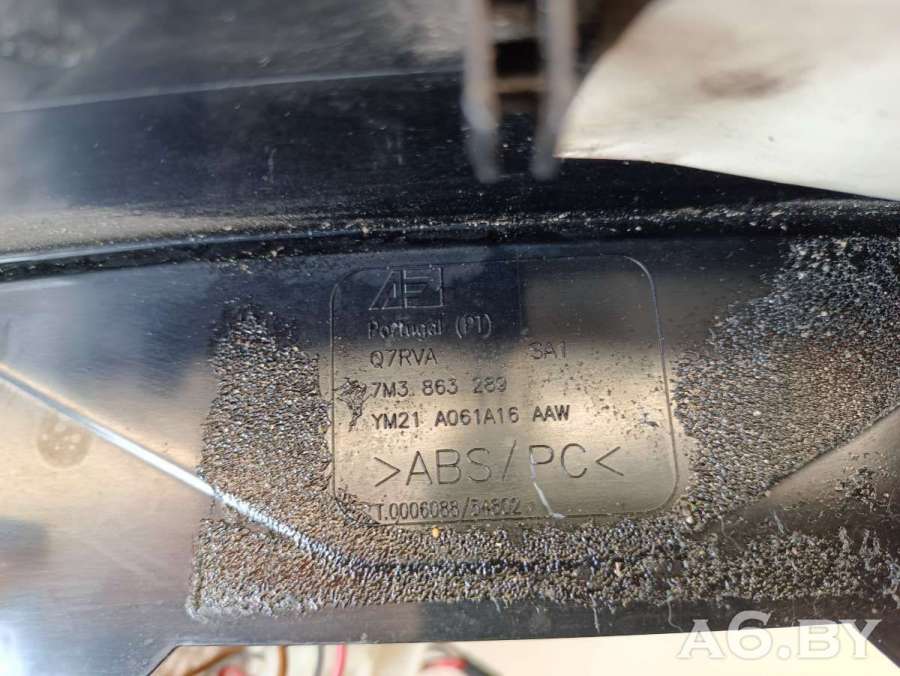 AE
Portugal (PT)
Q7RVA 3A1
7M3 863 289
YM21 A061A16 AAW
>ABS/PC<
T.0006088/54802
A6.BY